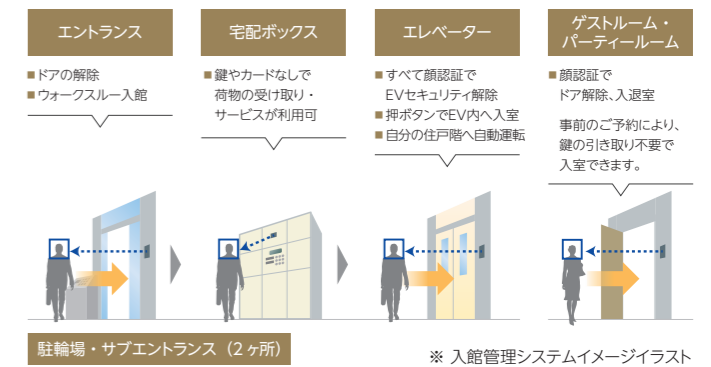 エントランス
■ドアの解除
■ウォークスルー入館
宅配ボックス
■鍵やカードなしで
荷物の受け取り・
サービスが利用可
エレベーター
■すべて顔認証で
EVセキュリティ解除
■押ボタンでEV内へ入室
■自分の住戸階へ自動運転
ゲストルーム・
パーティールーム
■顔認証で
ドア解除、入退室
事前のご予約により、
鍵の引き取り不要で
入室できます。
駐輪場・サブエントランス（2ヶ所）
※ 入館管理システムイメージイラスト